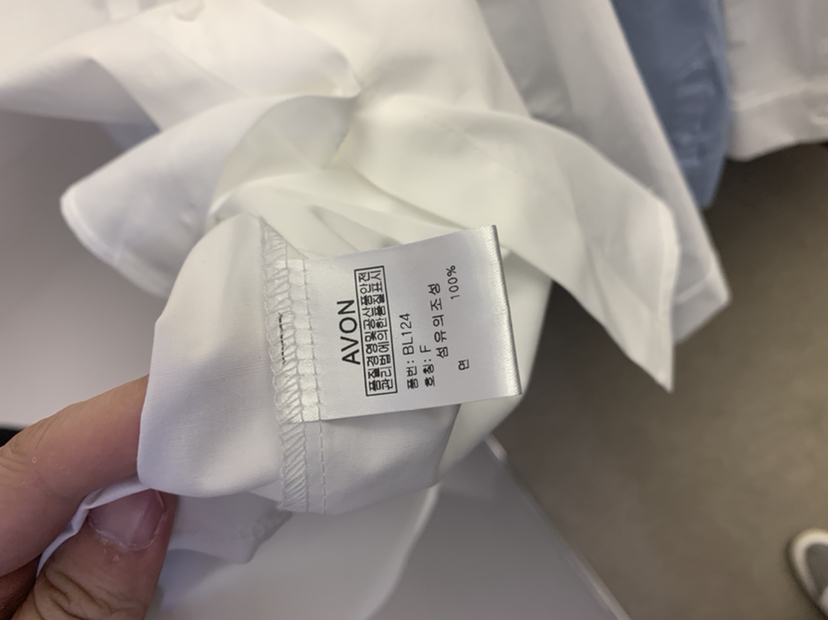 AVON
품질경영및공산품안전
관리법에의한품질표시
품번: BL124
호칭: F
섬유의조성
면 100%